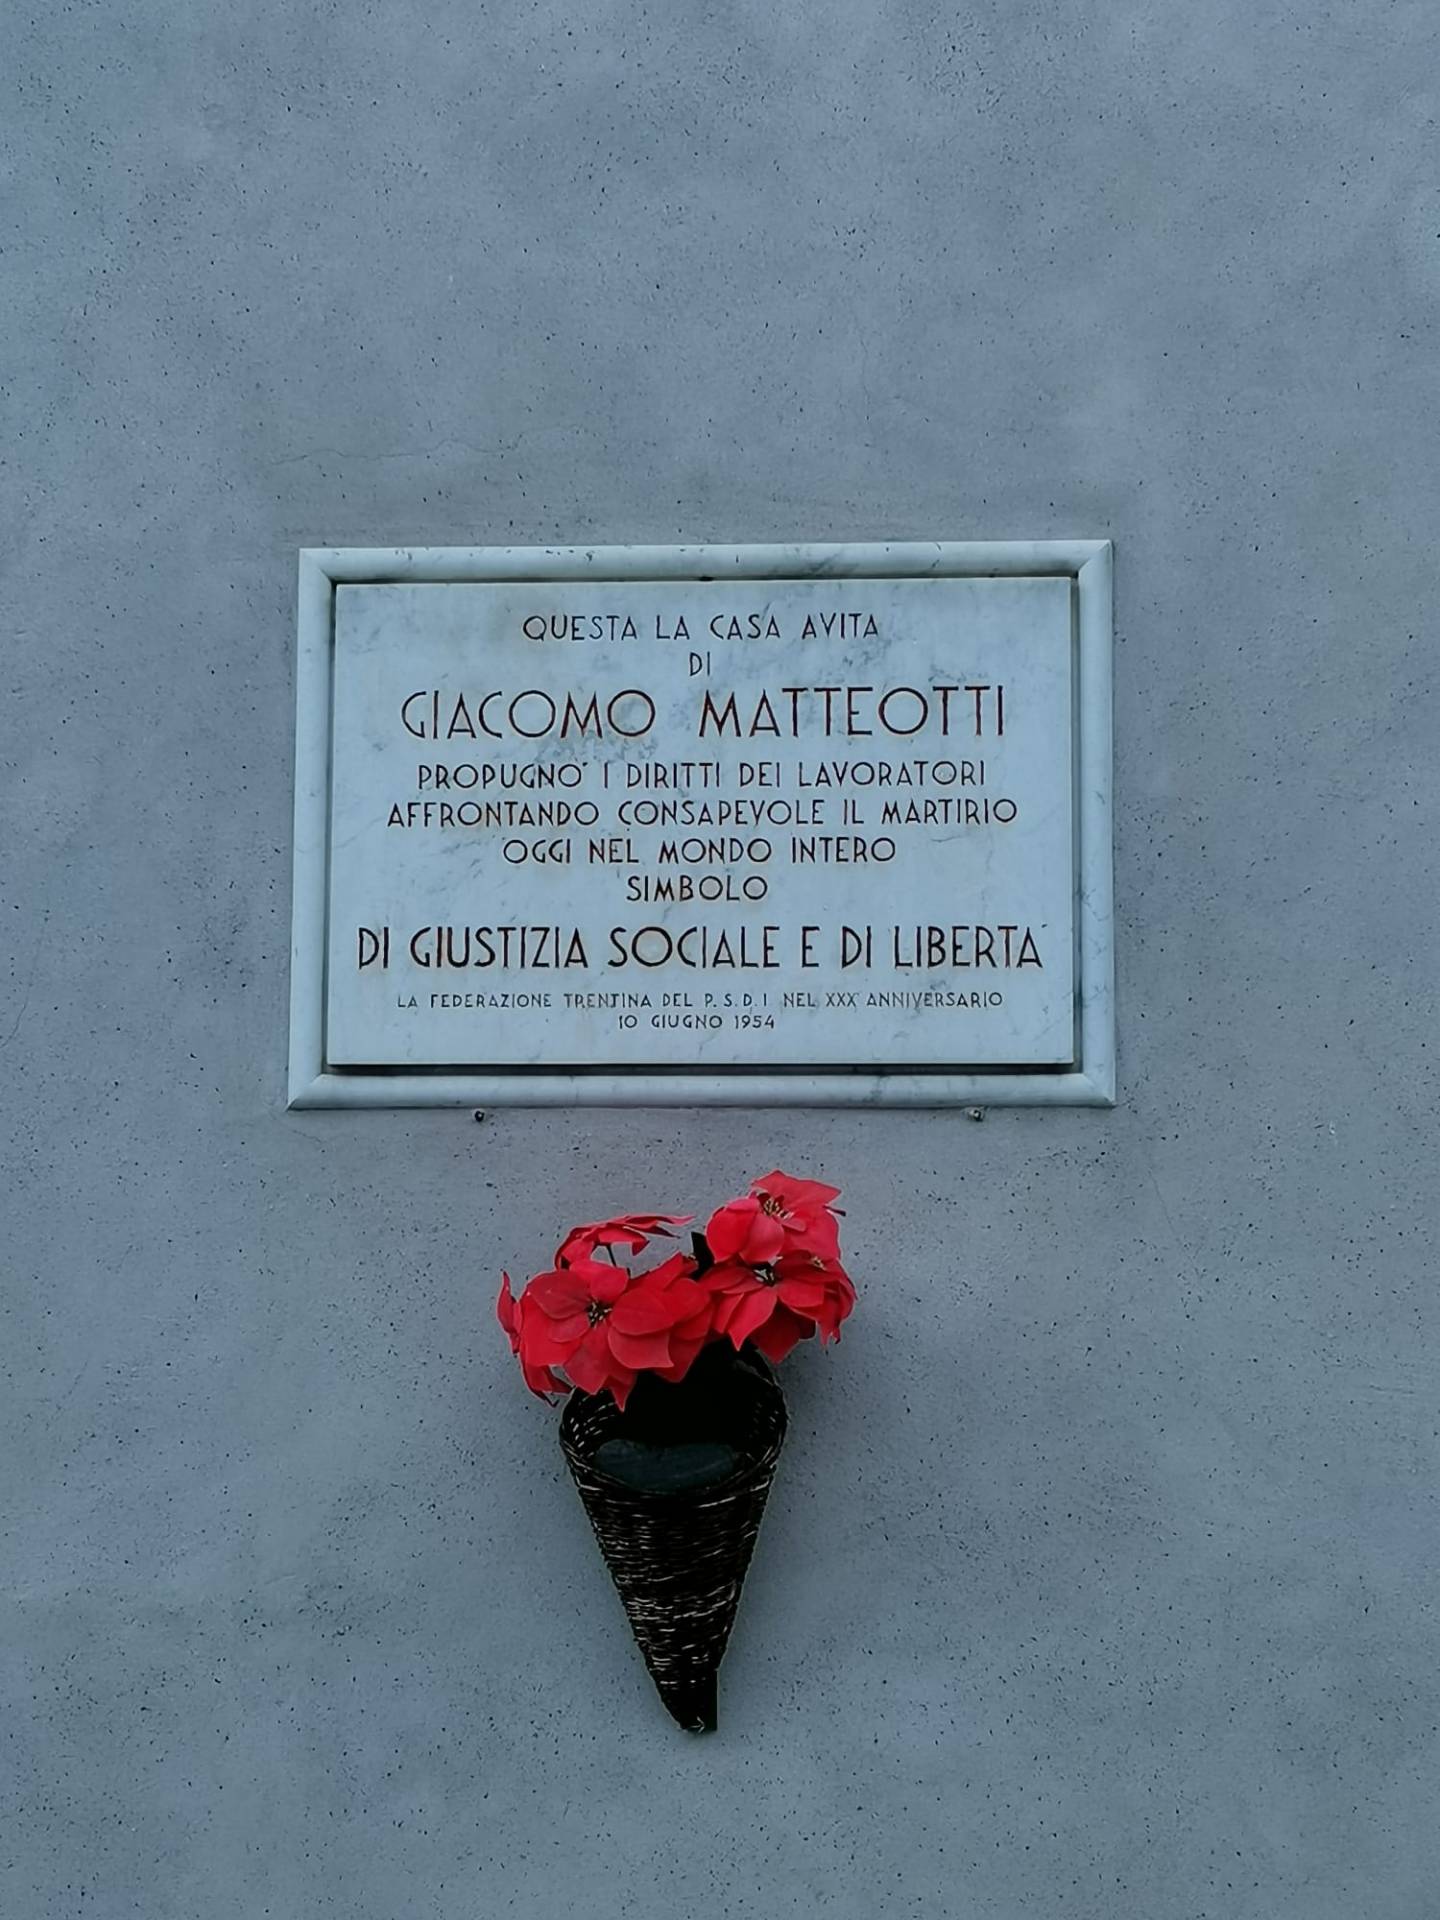 QUESTA LA CASA AVITA
DI
GIACOMO MATTEOTTI
PROPUGNO' I DIRITTI DEI LAVORATORI
AFFRONTANDO CONSAPEVOLE IL MARTIRIO
OGGI NEL MONDO INTERO
SIMBOLO
DI GIUSTIZIA SOCIALE E DI LIBERTA'
LA FEDERAZIONE TRENTINA DEL P.S.D.I NEL XXX ANNIVERSARIO
10 GIUGNO 1954